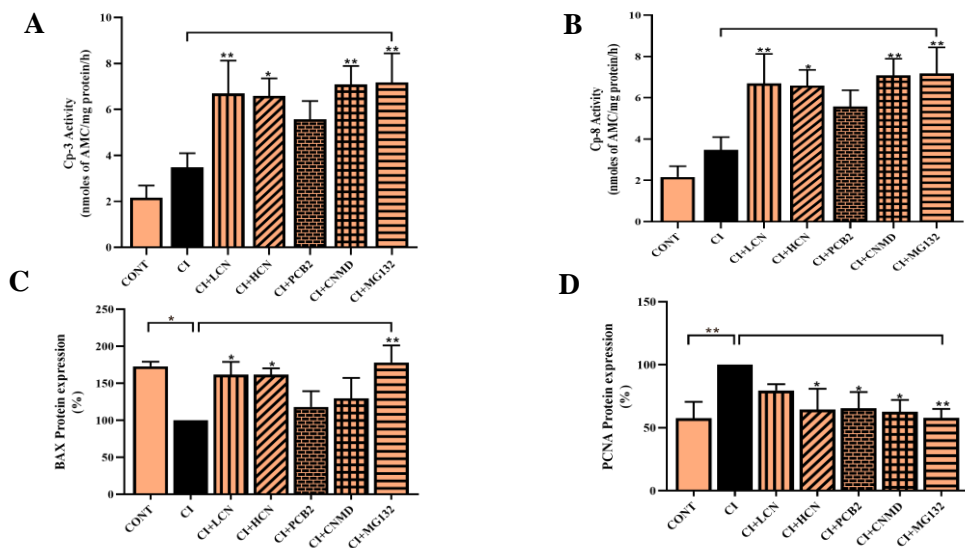 A
Cp-3 Activity
(nmoles of AMC/mg protein/h)
10
8
6
4
2
0
** * ** **
CONT
CI
CI+LCN
CI+HCN
CI+PCB2
CI+CNMD
CI+MG132
B
Cp-8 Activity
(nmoles of AMC/mg protein/h)
10
8
6
4
2
0
** * ** **
CONT
CI
CI+LCN
CI+HCN
CI+PCB2
CI+CNMD
CI+MG132
C
BAX Protein expression
(%)
250
200
150
100
50
0
* * * **
CONT
CI
CI+LCN
CI+HCN
CI+PCB2
CI+CNMD
CI+MG132
D
PCNA Protein expression
(%)
150
100
50
0
** * * * **
CONT
CI
CI+LCN
CI+HCN
CI+PCB2
CI+CNMD
CI+MG132